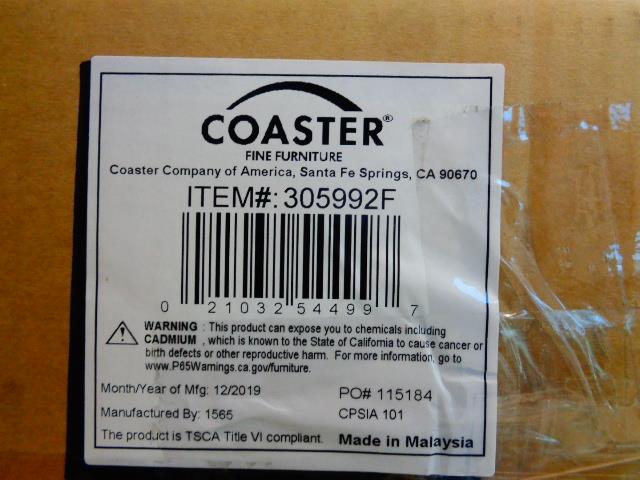 COASTER®
FINE FURNITURE
Coaster Company of America, Santa Fe Springs, CA 90670
ITEM#: 305992F
0 21032 54499 7
WARNING : This product can expose you to chemicals including
CADMIUM , which is known to the State of California to cause cancer or
birth defects or other reproductive harm. For more information, go to
www.P65Warnings.ca.gov/furniture.
Month/Year of Mfg: 12/2019 PO# 115184
Manufactured By: 1565 CPSIA 101
The product is TSCA Title VI compliant. Made in Malaysia